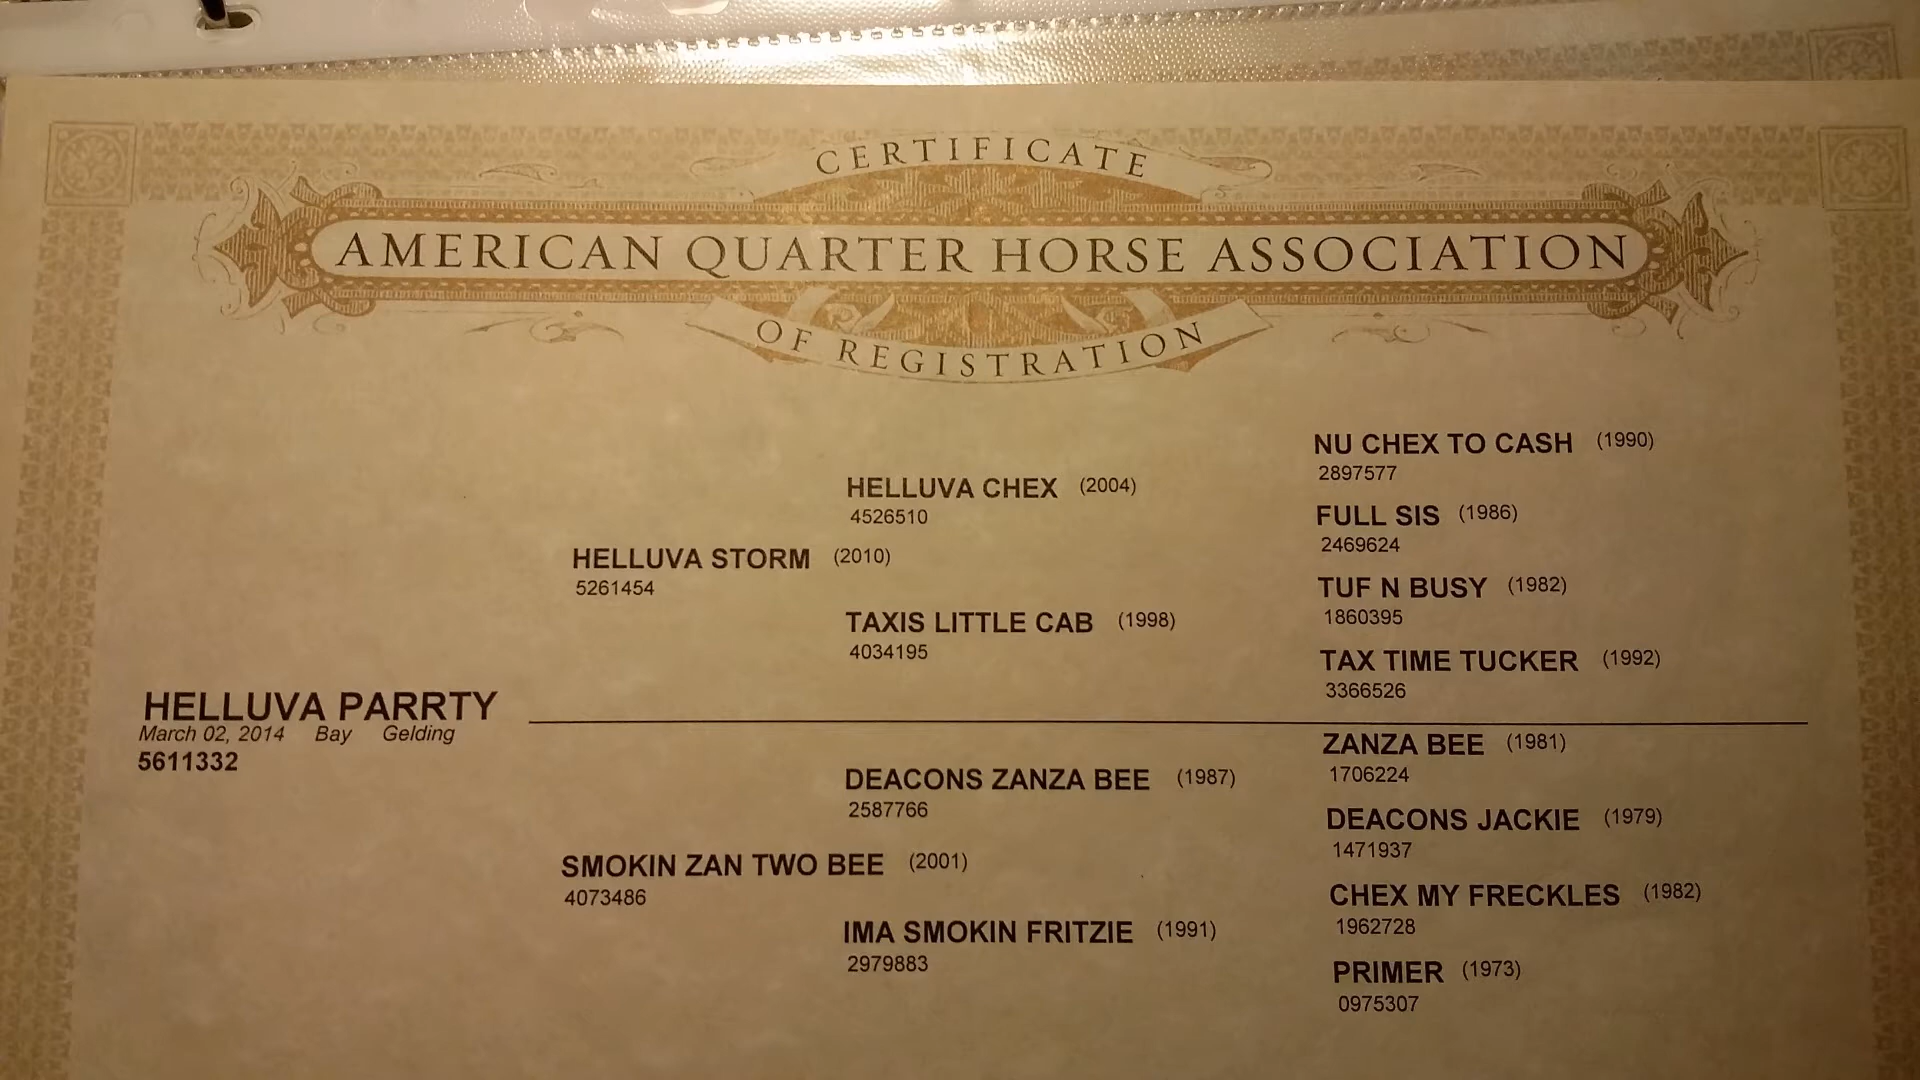 CERTIFICATE
AMERICAN QUARTER HORSE ASSOCIATION
OF REGISTRATION
NU CHEX TO CASH (1990)
2897577
HELLUVA CHEX (2004)
4526510
FULL SIS (1986)
2469624
HELLUVA STORM (2010)
5261454
TUF N BUSY (1982)
1860395
TAXIS LITTLE CAB (1998)
4034195
TAX TIME TUCKER (1992)
3366526
HELLUVA PARRTY
March 02, 2014 Bay Gelding
5611332
ZANZA BEE (1981)
1706224
DEACONS ZANZA BEE (1987)
2587766
DEACONS JACKIE (1979)
1471937
SMOKIN ZAN TWO BEE (2001)
4073486
CHEX MY FRECKLES (1982)
1962728
IMA SMOKIN FRITZIE (1991)
2979883
PRIMER (1973)
0975307